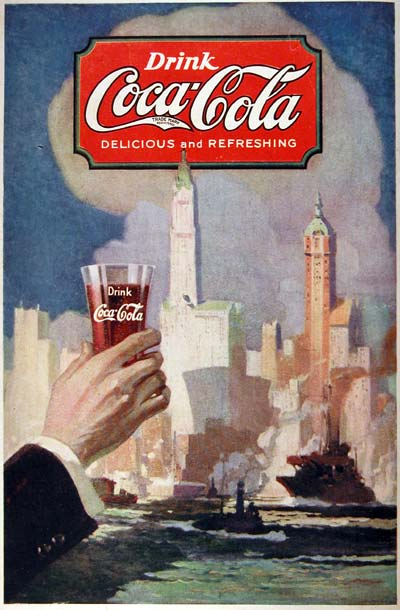 Drink
Coca-Cola
TRADE MARK
DELICIOUS and REFRESHING
Drink
Coca-Cola